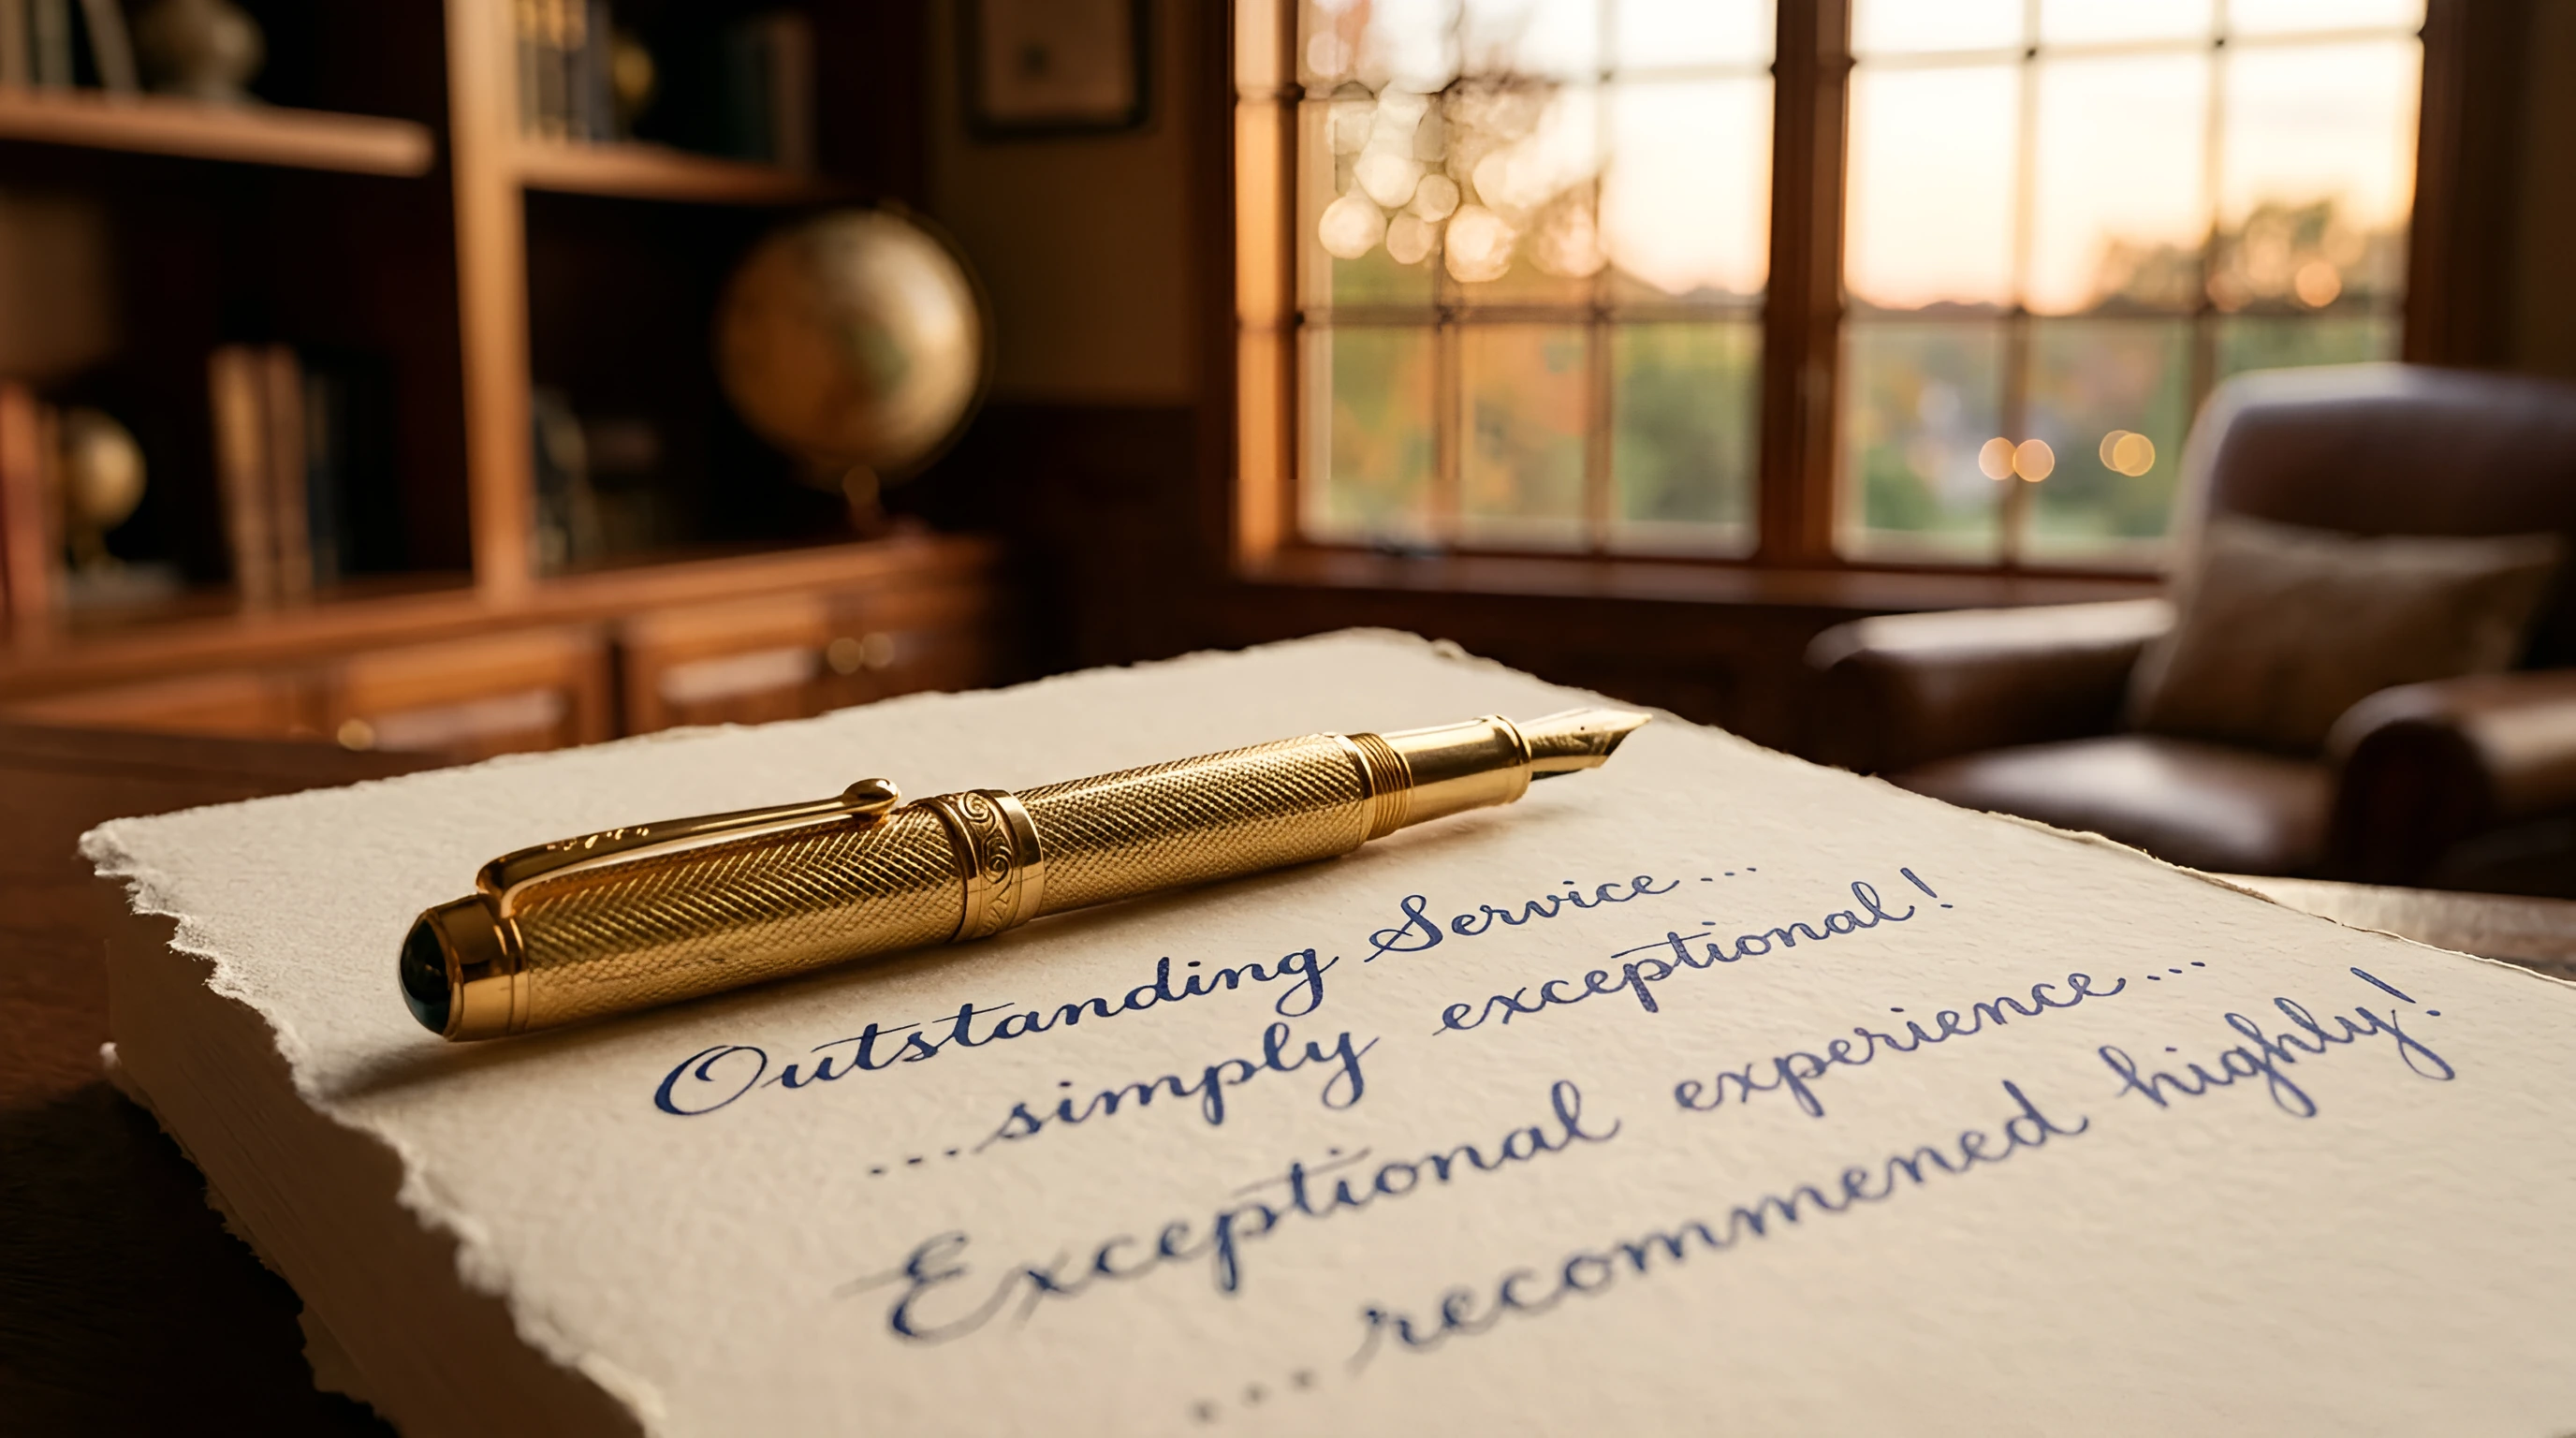 Outstanding Service...
...simply exceptional!
Exceptional experience...
...recommened highly!